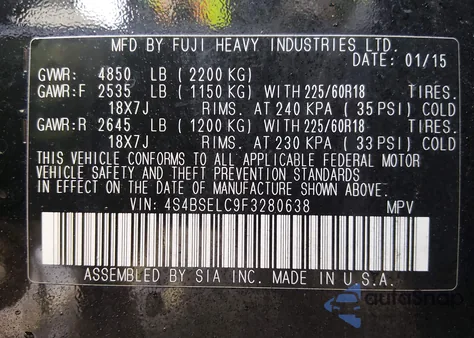 MFD BY FUJI HEAVY INDUSTRIES LTD.
DATE: 01/15
GVWR: 4850 LB (2200 KG)
GAWR:F 2535 LB (1150 KG) WITH 225/60R18 TIRES.
18X7J RIMS. AT 240 KPA (35 PSI) COLD
GAWR:R 2645 LB (1200 KG) WITH 225/60R18 TIRES.
18X7J RIMS. AT 230 KPA (33 PSI) COLD
THIS VEHICLE CONFORMS TO ALL APPLICABLE FEDERAL MOTOR
VEHICLE SAFETY AND THEFT PREVENTION STANDARDS
IN EFFECT ON THE DATE OF MANUFACTURE SHOWN ABOVE.
VIN: 4S4BSELC9F3280638 MPV
ASSEMBLED BY SIA INC. MADE IN U.S.A.
autoSnap